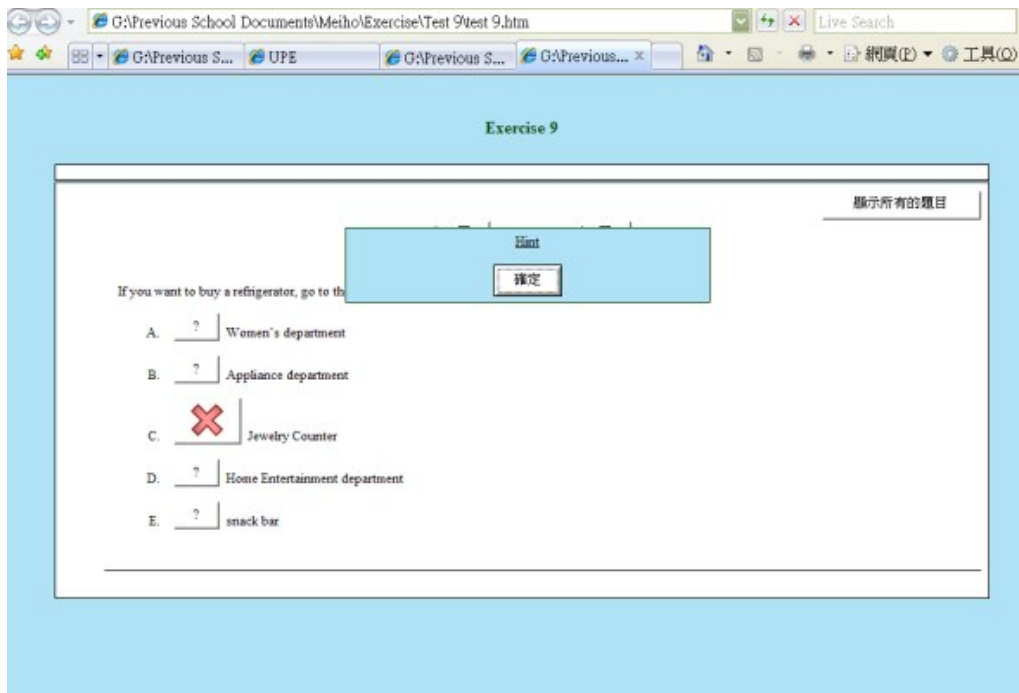 G:\Previous School Documents\Meiho\Exercise\Test 9\test 9.htm
Live Search
G:\Previous S...
UPE
G:\Previous S...
G:\Previous...
網頁(P)
工具(O)
Exercise 9
顯示所有的題目
Hint
確定
If you want to buy a refrigerator, go to th
A. ? Women's department
B. ? Appliance department
C. Jewelry Counter
D. ? Home Entertainment department
E. ? snack bar